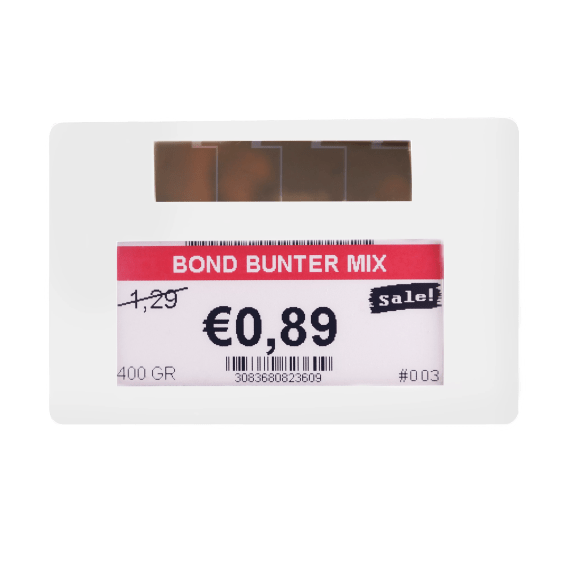 BOND BUNTER MIX
1,29
sale!
€0,89
400 GR
3083680823609
#003